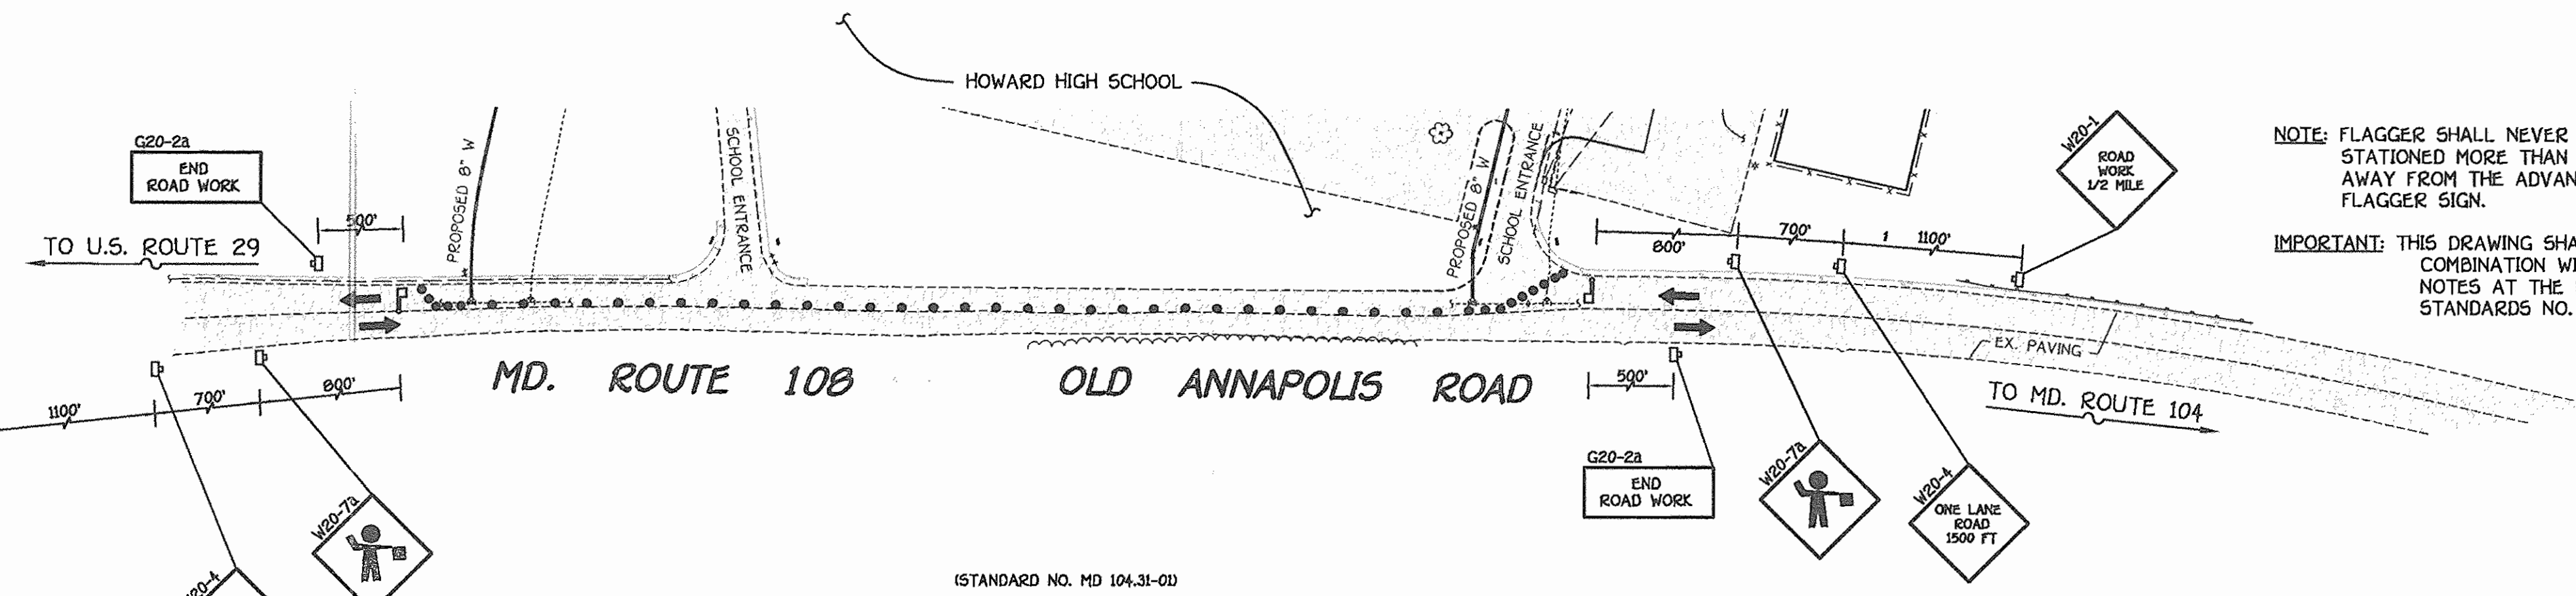 HOWARD HIGH SCHOOL
G20-2a
END
ROAD WORK
500'
TO U.S. ROUTE 29
PROPOSED 8" W
SCHOOL ENTRANCE
PROPOSED 8" W
SCHOOL ENTRANCE
800'
700'
1100'
W20-1
ROAD
WORK
1/2 MILE
NOTE: FLAGGER SHALL NEVER
STATIONED MORE THAN
AWAY FROM THE ADVAN
FLAGGER SIGN.
IMPORTANT: THIS DRAWING SHA
COMBINATION WI
NOTES AT THE
STANDARDS NO.
EX. PAVING
1100'
700'
800'
MD. ROUTE 108
OLD ANNAPOLIS ROAD
500'
TO MD. ROUTE 104
G20-2a
END
ROAD WORK
W20-7a
W20-4
ONE LANE
ROAD
1500 FT
W20-7a
20-4
(STANDARD NO. MD 104.31-01)